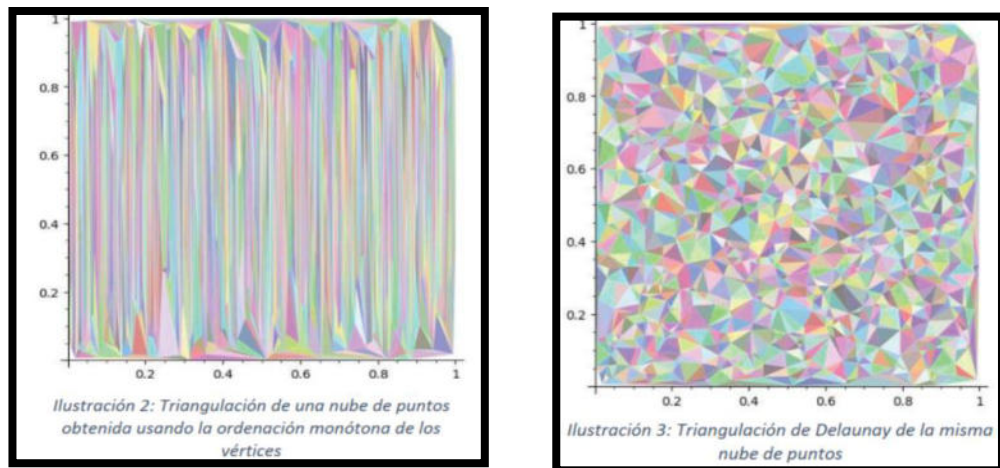 1
0.8
0.6
0.4
0.2
0.2 0.4 0.6 0.8 1
Ilustración 2: Triangulación de una nube de puntos
obtenida usando la ordenación monótona de los
vértices
1
0.8
0.6
0.4
0.2
0.2 0.4 0.6 0.8 1
Ilustración 3: Triangulación de Delaunay de la misma
nube de puntos